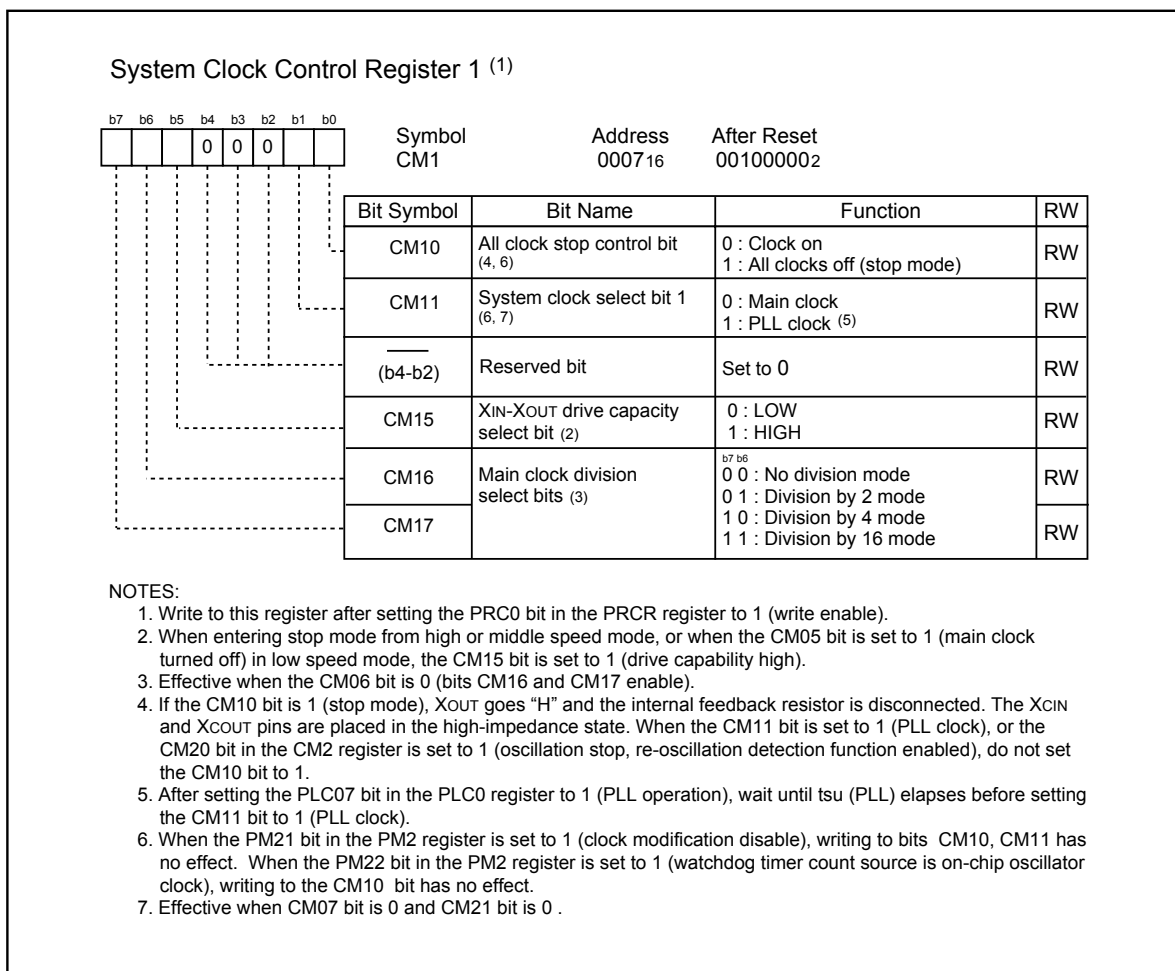 System Clock Control Register 1 (1)
b7 b6 b5 b4 b3 b2 b1 b0
0 0 0
Symbol Address After Reset
CM1 000716 001000002
Bit Symbol Bit Name Function RW
CM10 All clock stop control bit (4, 6) 0 : Clock on RW
1 : All clocks off (stop mode)
CM11 System clock select bit 1 (6, 7) 0 : Main clock RW
1 : PLL clock (5)
(b4-b2) Reserved bit Set to 0 RW
CM15 XIN-XOUT drive capacity 0 : LOW RW
select bit (2) 1 : HIGH
b7 b6
CM16 Main clock division 0 0 : No division mode RW
select bits (3) 0 1 : Division by 2 mode
CM17 1 0 : Division by 4 mode RW
1 1 : Division by 16 mode
NOTES:
1. Write to this register after setting the PRC0 bit in the PRCR register to 1 (write enable).
2. When entering stop mode from high or middle speed mode, or when the CM05 bit is set to 1 (main clock
turned off) in low speed mode, the CM15 bit is set to 1 (drive capability high).
3. Effective when the CM06 bit is 0 (bits CM16 and CM17 enable).
4. If the CM10 bit is 1 (stop mode), XOUT goes “H” and the internal feedback resistor is disconnected. The XCIN
and XCOUT pins are placed in the high-impedance state. When the CM11 bit is set to 1 (PLL clock), or the
CM20 bit in the CM2 register is set to 1 (oscillation stop, re-oscillation detection function enabled), do not set
the CM10 bit to 1.
5. After setting the PLC07 bit in the PLC0 register to 1 (PLL operation), wait until tsu (PLL) elapses before setting
the CM11 bit to 1 (PLL clock).
6. When the PM21 bit in the PM2 register is set to 1 (clock modification disable), writing to bits CM10, CM11 has
no effect. When the PM22 bit in the PM2 register is set to 1 (watchdog timer count source is on-chip oscillator
clock), writing to the CM10 bit has no effect.
7. Effective when CM07 bit is 0 and CM21 bit is 0 .